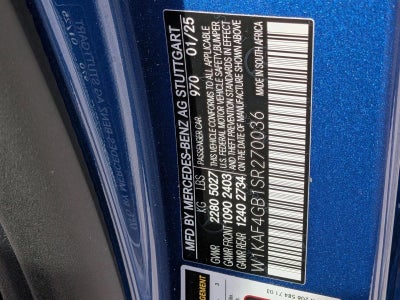 MFD BY MERCEDES-BENZ AG STUTTGART
PASSENGER CAR 970 01/25
KG LBS
GVWR 2280 5027
GAWR FRONT 1090 2403
GAWR REAR 1240 2734
THIS VEHICLE CONFORMS TO ALL APPLICABLE
U.S. FEDERAL MOTOR VEHICLE SAFETY,BUMPER
AND THEFT PREVENTION STANDARDS IN EFFECT
ON THE DATE OF MANUFACTURE SHOWN ABOVE
W1KAF4GB1SR270036
MADE IN SOUTH AFRICA